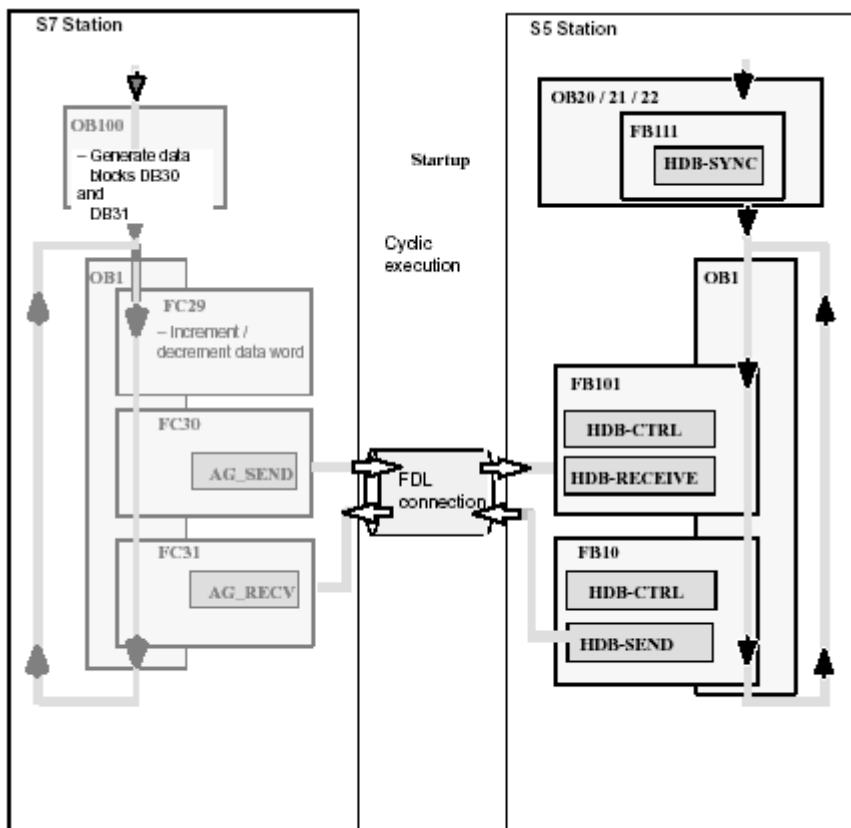 S7 Station
OB100
– Generate data
blocks DB30
and
DB31
OB1
FC29
– Increment /
decrement data word
FC30
AG_SEND
FC31
AG_RECV
Startup
Cyclic
execution
FDL
connection
S5 Station
OB20 / 21 / 22
FB111
HDB-SYNC
OB1
FB101
HDB-CTRL
HDB-RECEIVE
FB10
HDB-CTRL
HDB-SEND